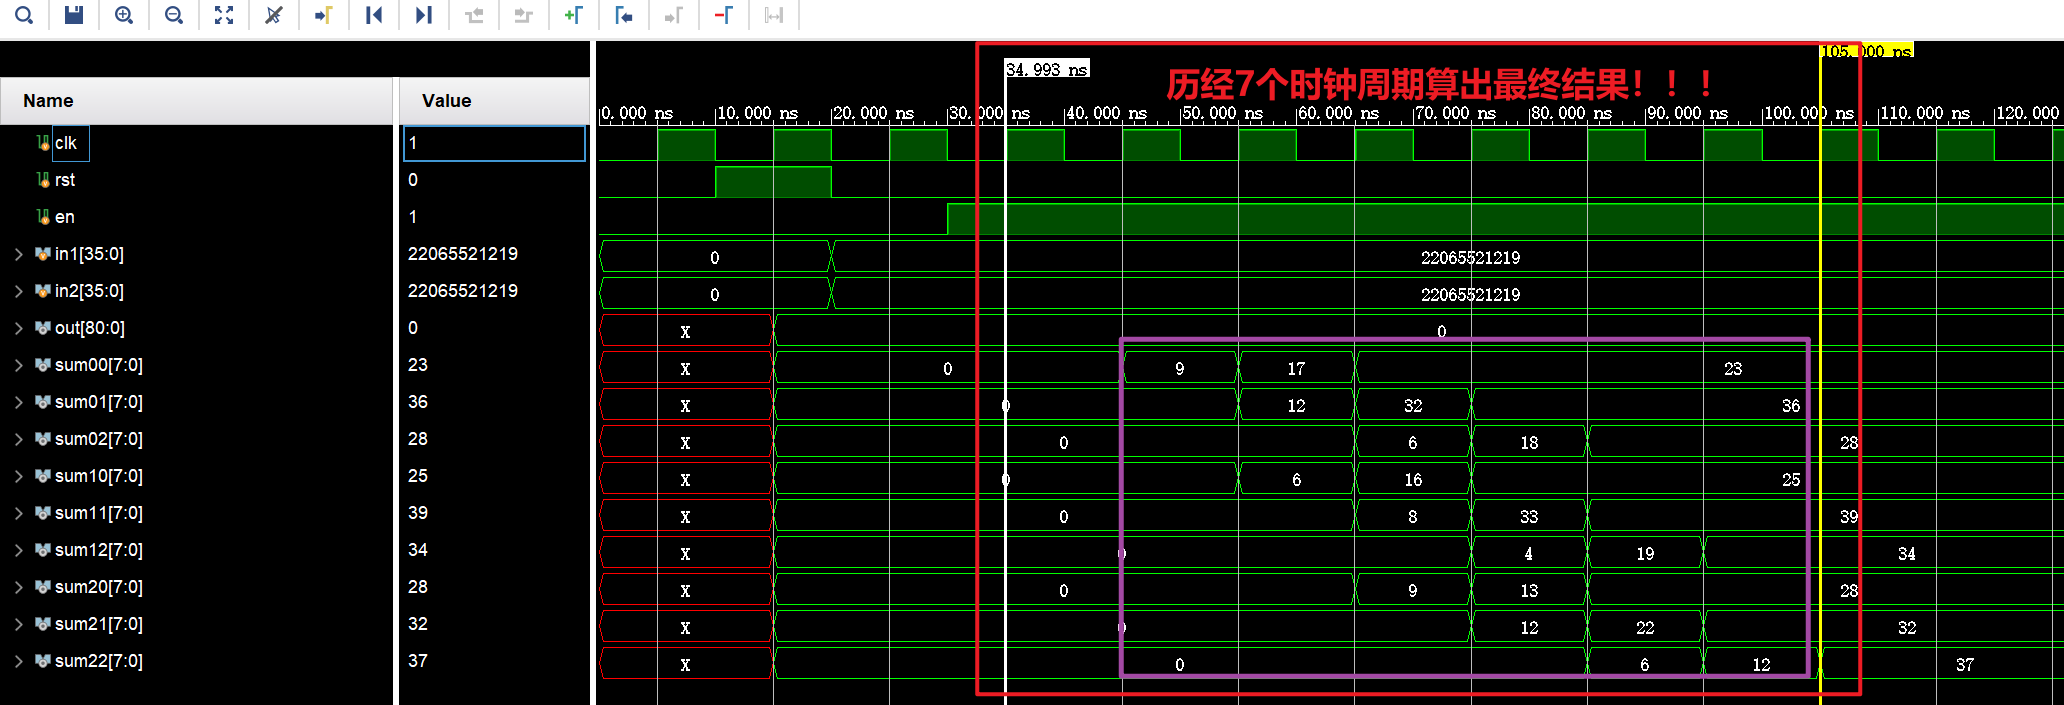 105.000 ns
34.993 ns
历经7个时钟周期算出最终结果！！！
Name Value
0.000 ns 10.000 ns 20.000 ns 30.000 ns 40.000 ns 50.000 ns 60.000 ns 70.000 ns 80.000 ns 90.000 ns 100.000 ns 110.000 ns 120.000
clk 1
rst 0
en 1
in1[35:0] 22065521219 0 22065521219
in2[35:0] 22065521219 0 22065521219
out[80:0] 0 X 0
sum00[7:0] 23 X 0 9 17 23
sum01[7:0] 36 X 0 12 32 36
sum02[7:0] 28 X 0 6 18 28
sum10[7:0] 25 X 0 6 16 25
sum11[7:0] 39 X 0 8 33 39
sum12[7:0] 34 X 0 4 19 34
sum20[7:0] 28 X 0 9 13 28
sum21[7:0] 32 X 0 12 22 32
sum22[7:0] 37 X 0 6 12 37